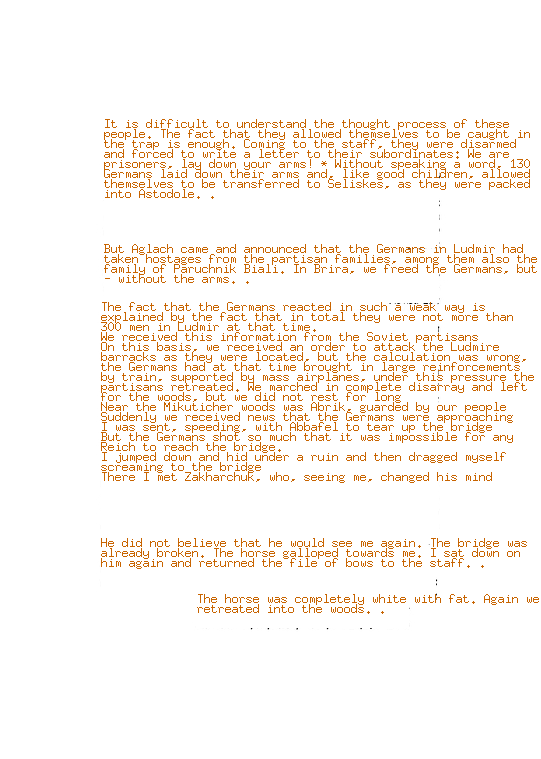 It is difficult to understand the thought process of these
people. The fact that they allowed themselves to be caught in
the trap is enough. Coming to the staff, they were disarmed
and forced to write a letter to their subordinates: We are
prisoners, lay down your arms! * Without speaking a word, 130
Germans laid down their arms and, like good children, allowed
themselves to be transferred to Seliskes, as they were packed
into Astodole. .
But Aglach came and announced that the Germans in Ludmir had
taken hostages from the partisan families, among them also the
family of Paruchnik Biali. In Brira, we freed the Germans, but
- without the arms. .
The fact that the Germans reacted in such a weak way is
explained by the fact that in total they were not more than
300 men in Ludmir at that time.
We received this information from the Soviet partisans
On this basis, we received an order to attack the Ludmire
barracks as they were located, but the calculation was wrong,
the Germans had at that time brought in large reinforcements
by train, supported by mass airplanes, under this pressure the
partisans retreated. We marched in complete disarray and left
for the woods, but we did not rest for long
Near the Mikuticher woods was Abrik, guarded by our people
Suddenly we received news that the Germans were approaching
I was sent, speeding, with Abbafel to tear up the bridge
But the Germans shot so much that it was impossible for any
Reich to reach the bridge.
I jumped down and hid under a ruin and then dragged myself
screaming to the bridge
There I met Zakharchuk, who, seeing me, changed his mind
He did not believe that he would see me again. The bridge was
already broken. The horse galloped towards me. I sat down on
him again and returned the file of bows to the staff. .
The horse was completely white with fat. Again we
retreated into the woods. .